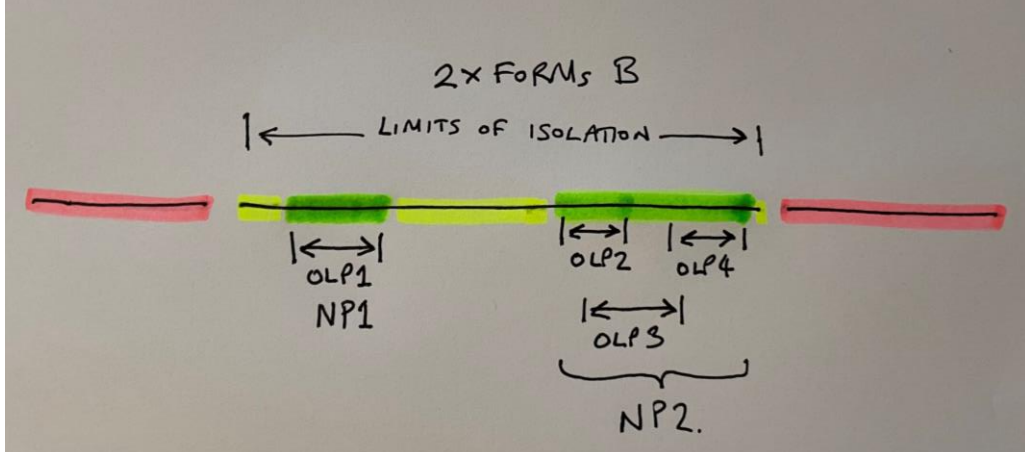 2x FORMs B
LIMITS OF ISOLATION
OLP1
NP1
OLP2
OLP4
OLP3
NP2.